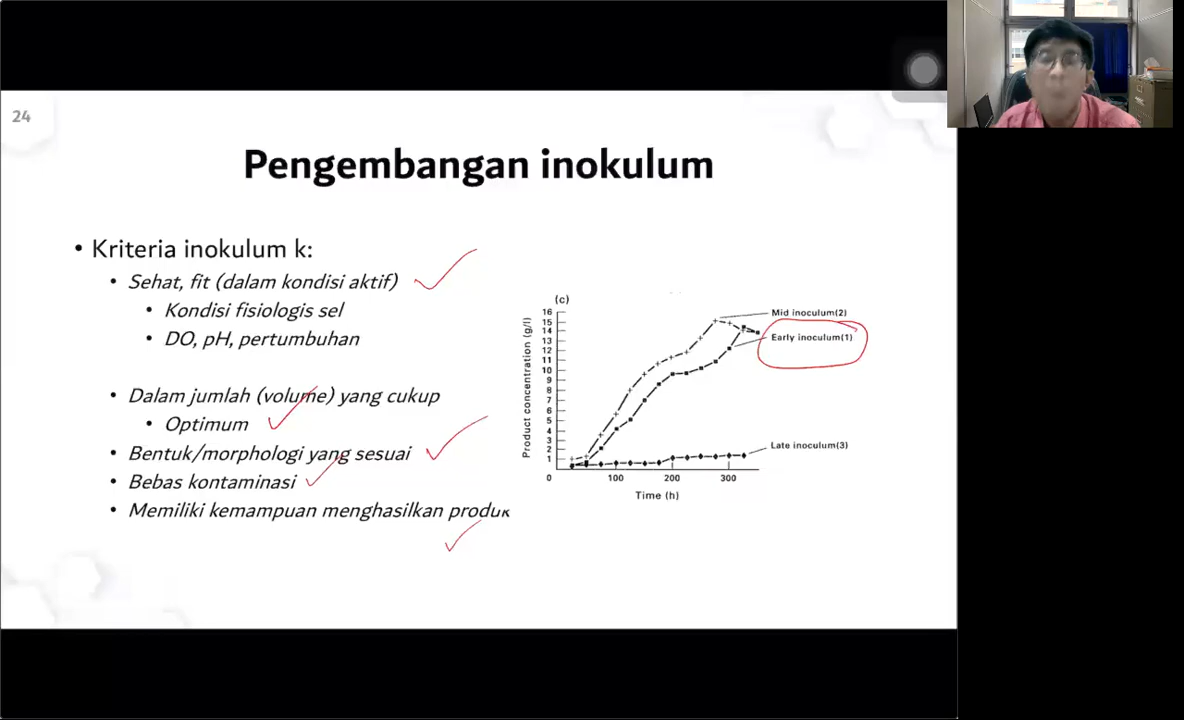 24
Pengembangan inokulum
• Kriteria inokulum k:
• Sehat, fit (dalam kondisi aktif)
• Kondisi fisiologis sel
• DO, pH, pertumbuhan
• Dalam jumlah (volume) yang cukup
• Optimum
• Bentuk/morphologi yang sesuai
• Bebas kontaminasi
• Memiliki kemampuan menghasilkan produk
(c)
Product concentration (g/l)
16
15
14
13
12
11
10
9
8
7
6
5
4
3
2
1
0
100
200
300
Time (h)
Mid inoculum(2)
Early inoculum(1)
Late inoculum(3)